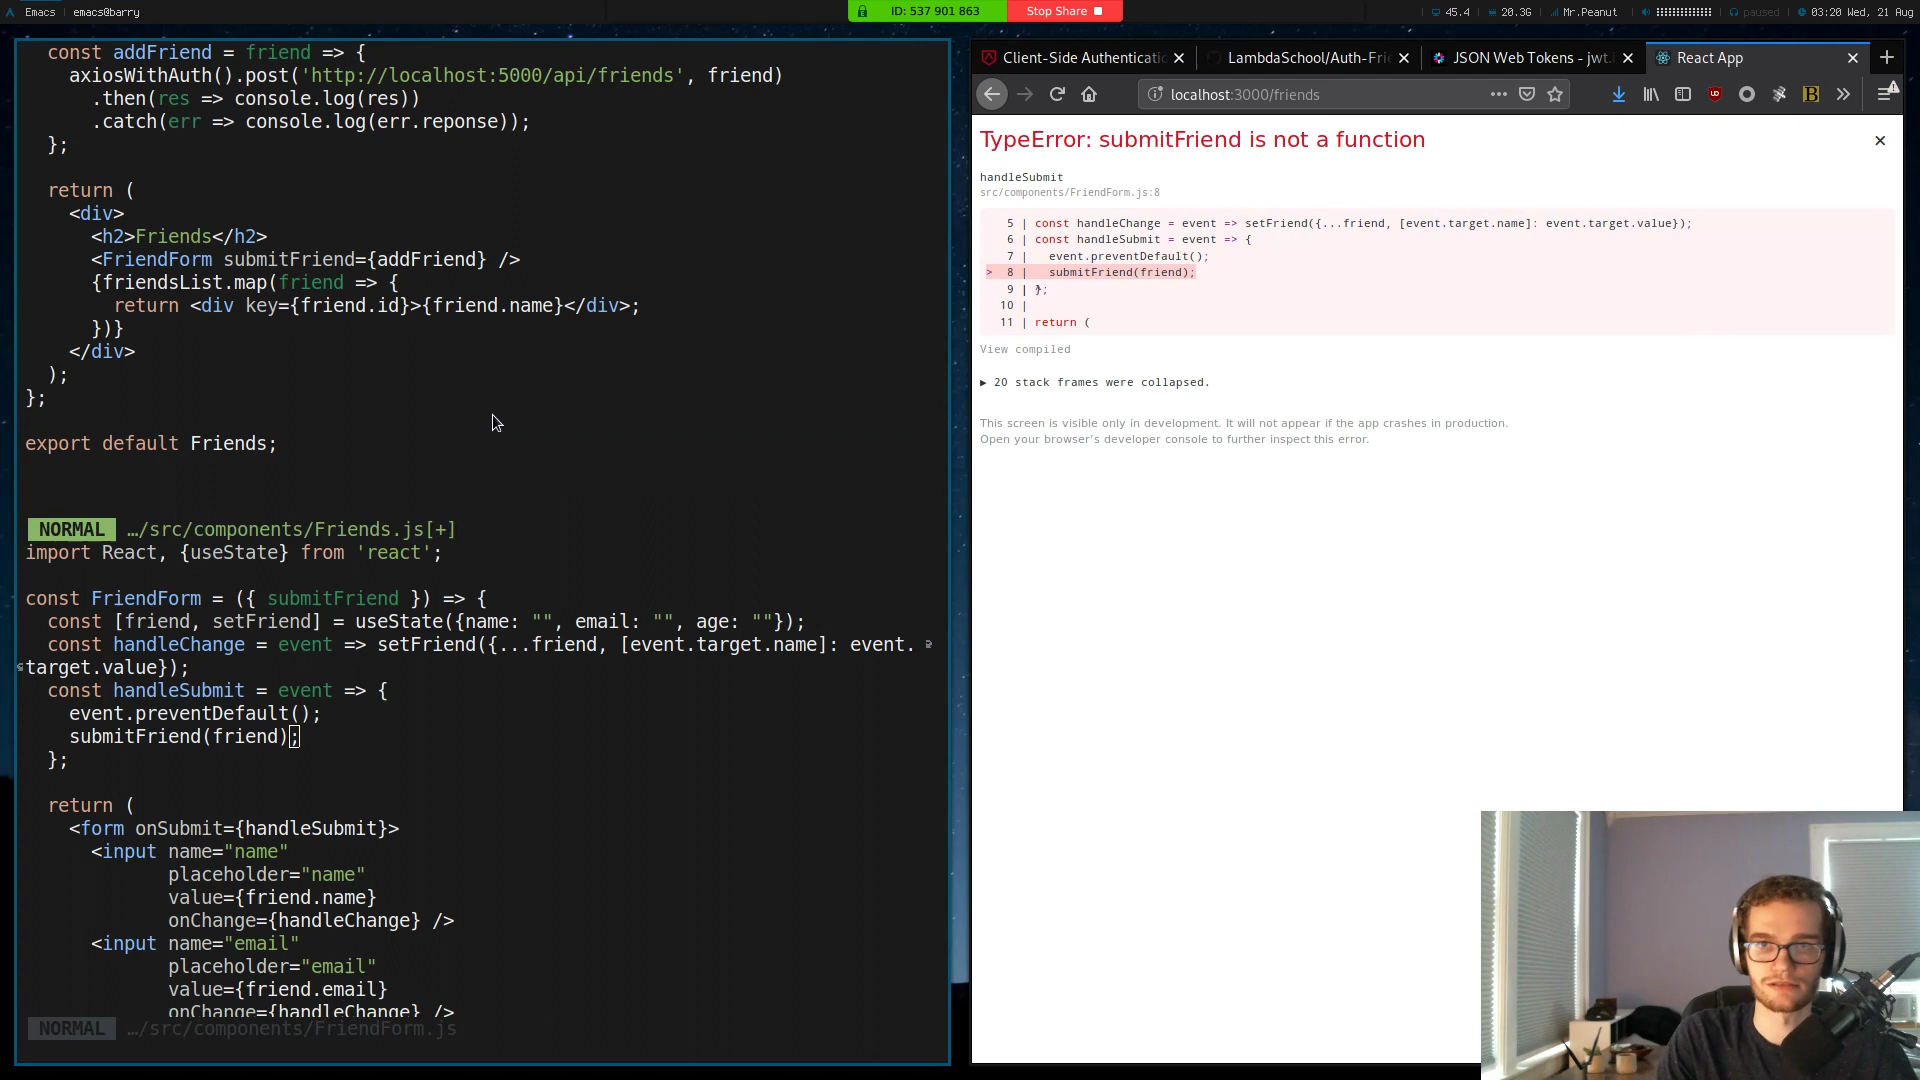 Emacs emacs@barry
ID: 537 901 863 Stop Share
45.4 20.3G Mr.Peanut paused 03:20 Wed, 21 Aug
const addFriend = friend => {
axiosWithAuth().post('http://localhost:5000/api/friends', friend)
.then(res => console.log(res))
.catch(err => console.log(err.reponse));
};
return (
<div>
<h2>Friends</h2>
<FriendForm submitFriend={addFriend} />
{friendsList.map(friend => {
return <div key={friend.id}>{friend.name}</div>;
})}
</div>
);
};
export default Friends;
NORMAL …/src/components/Friends.js[+]
import React, {useState} from 'react';
const FriendForm = ({ submitFriend }) => {
const [friend, setFriend] = useState({name: "", email: "", age: ""});
const handleChange = event => setFriend({...friend, [event.target.name]: event.
target.value});
const handleSubmit = event => {
event.preventDefault();
submitFriend(friend);
};
return (
<form onSubmit={handleSubmit}>
<input name="name"
placeholder="name"
value={friend.name}
onChange={handleChange} />
<input name="email"
placeholder="email"
value={friend.email}
onChange={handleChange} />
NORMAL …/src/components/FriendForm.js
Client-Side Authenticati
LambdaSchool/Auth-Frie
JSON Web Tokens - jwt.i
React App
localhost:3000/friends
TypeError: submitFriend is not a function
handleSubmit
src/components/FriendForm.js:8
5 | const handleChange = event => setFriend({...friend, [event.target.name]: event.target.value});
6 | const handleSubmit = event => {
7 | event.preventDefault();
> 8 | submitFriend(friend);
9 | };
10 |
11 | return (
View compiled
▶ 20 stack frames were collapsed.
This screen is visible only in development. It will not appear if the app crashes in production.
Open your browser's developer console to further inspect this error.